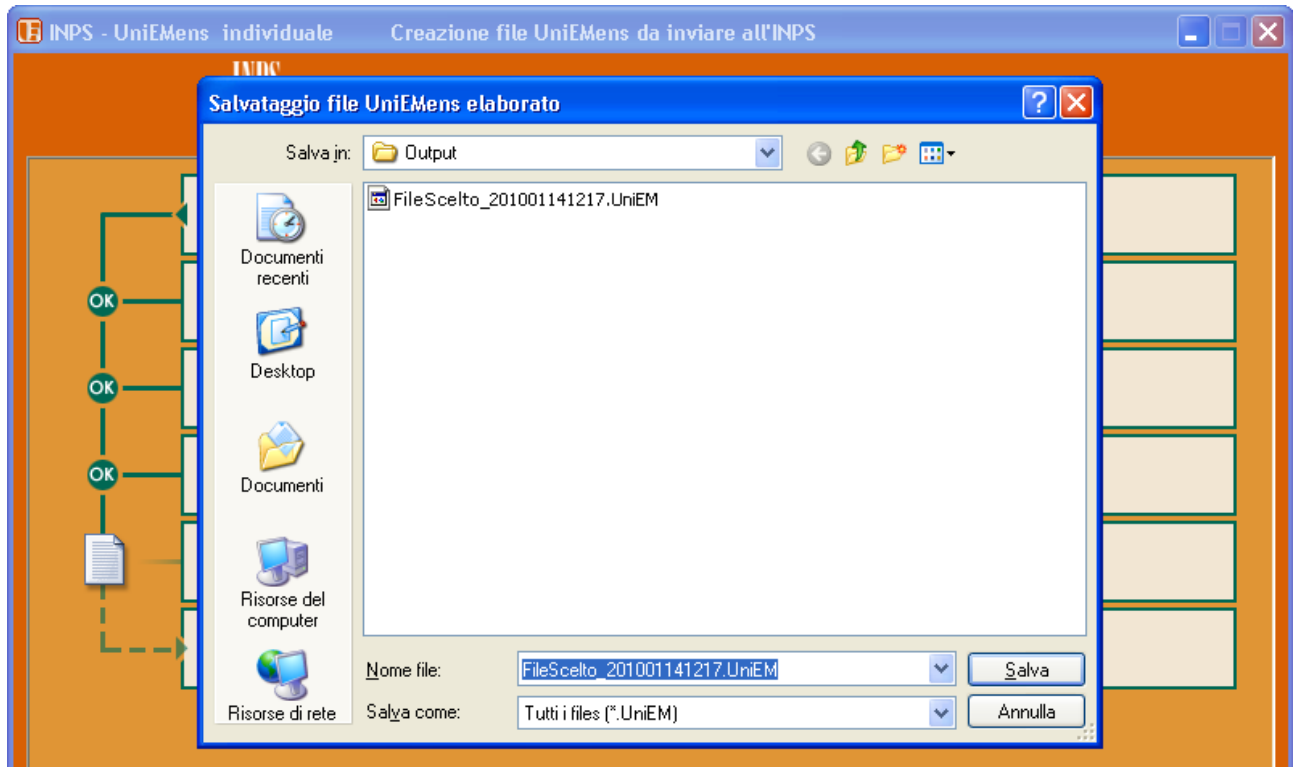 INPS - UniEMens individuale Creazione file UniEMens da inviare all'INPS
INPS
Salvataggio file UniEMens elaborato
Salva in: Output
FileScelto_201001141217.UniEM
Documenti
recenti
OK
Desktop
OK
OK
Documenti
Risorse del
computer
Nome file: FileScelto_201001141217.UniEM Salva
Risorse di rete Salva come: Tutti i files (*.UniEM) Annulla